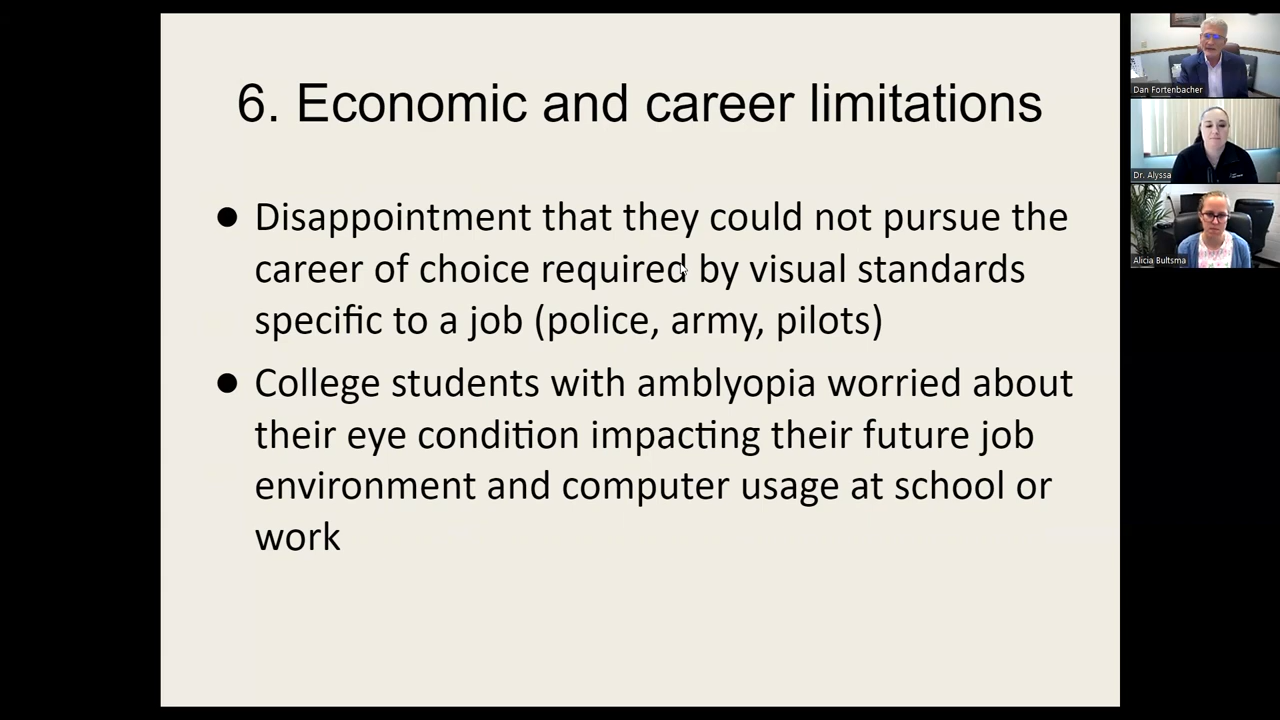 6. Economic and career limitations
● Disappointment that they could not pursue the
career of choice required by visual standards
specific to a job (police, army, pilots)
● College students with amblyopia worried about
their eye condition impacting their future job
environment and computer usage at school or
work
Dan Fortenbacher
Dr. Alyssa
Alicia Bultsma